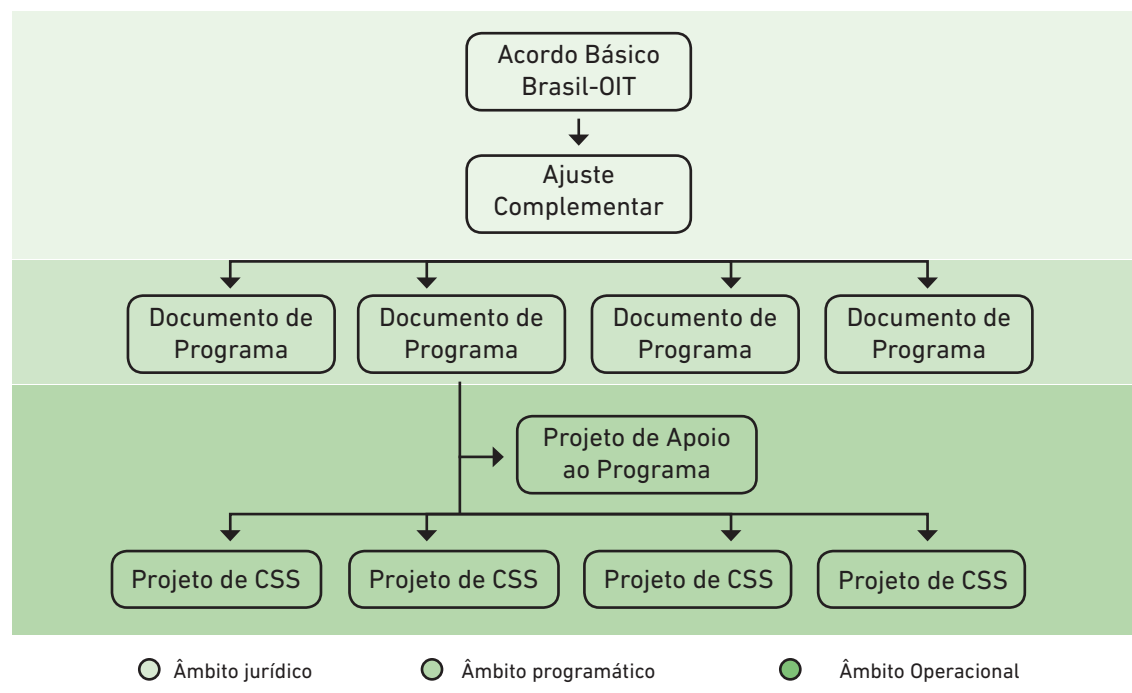 Acordo Básico
Brasil-OIT
Ajuste
Complementar
Documento de
Programa
Documento de
Programa
Documento de
Programa
Documento de
Programa
Projeto de Apoio
ao Programa
Projeto de CSS
Projeto de CSS
Projeto de CSS
Projeto de CSS
Âmbito jurídico
Âmbito programático
Âmbito Operacional